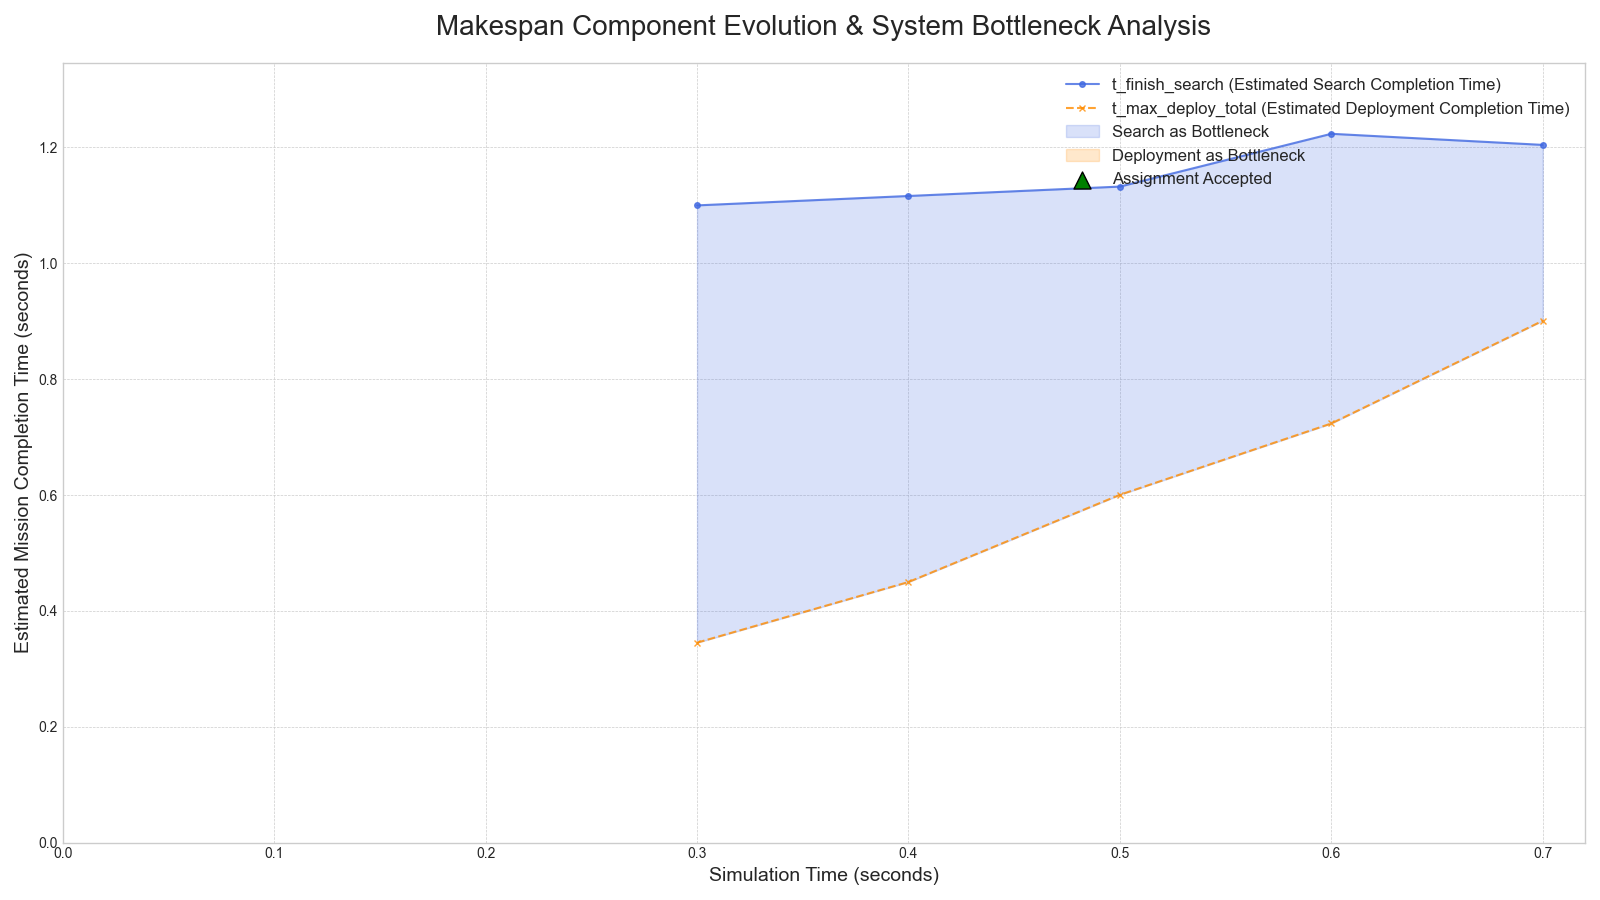 Makespan Component Evolution & System Bottleneck Analysis
t_finish_search (Estimated Search Completion Time)
t_max_deploy_total (Estimated Deployment Completion Time)
Search as Bottleneck
Deployment as Bottleneck
Assignment Accepted
Estimated Mission Completion Time (seconds)
1.2
1.0
0.8
0.6
0.4
0.2
0.0
0.0 0.1 0.2 0.3 0.4 0.5 0.6 0.7
Simulation Time (seconds)